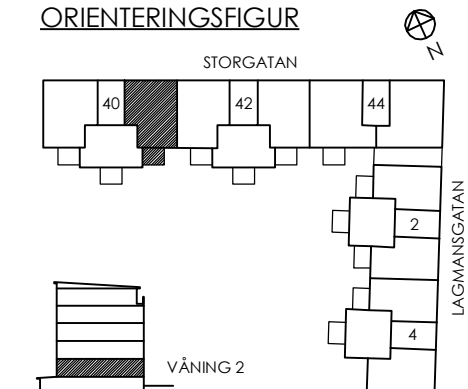 ORIENTERINGSFIGUR
N
STORGATAN
40
42
44
2
LAGMANSGATAN
4
VÅNING 2